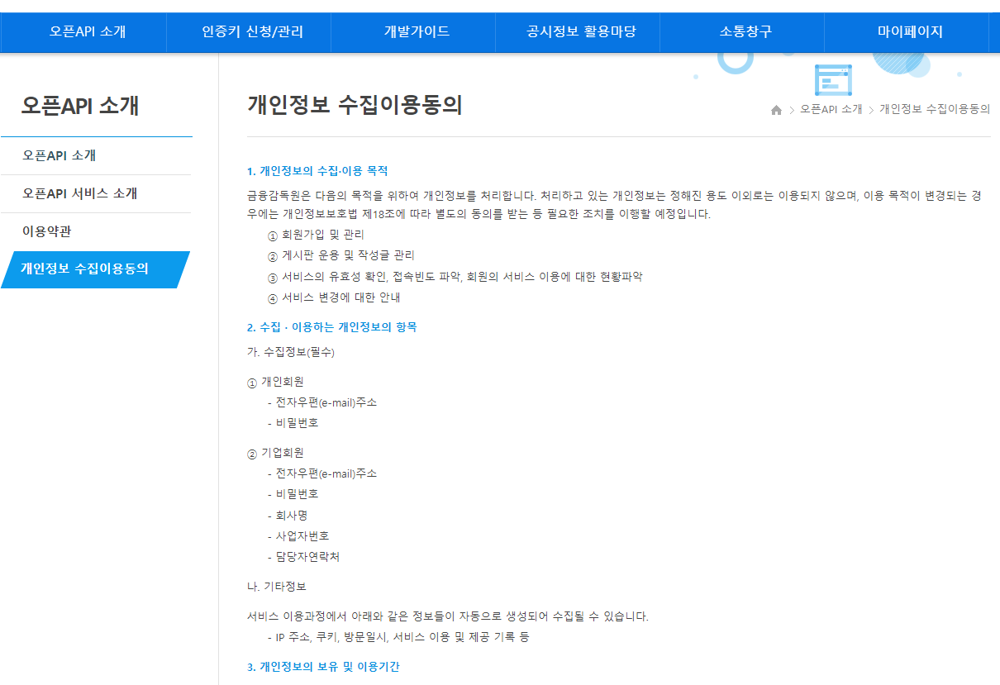 오픈API 소개
인증키 신청/관리
개발가이드
공시정보 활용마당
소통창구
마이페이지
오픈API 소개
오픈API 소개
오픈API 서비스 소개
이용약관
개인정보 수집이용동의
개인정보 수집이용동의
> 오픈API 소개 > 개인정보 수집이용동의
1. 개인정보의 수집·이용 목적
금융감독원은 다음의 목적을 위하여 개인정보를 처리합니다. 처리하고 있는 개인정보는 정해진 용도 이외로는 이용되지 않으며, 이용 목적이 변경되는 경
우에는 개인정보보호법 제18조에 따라 별도의 동의를 받는 등 필요한 조치를 이행할 예정입니다.
① 회원가입 및 관리
② 게시판 운용 및 작성글 관리
③ 서비스의 유효성 확인, 접속빈도 파악, 회원의 서비스 이용에 대한 현황파악
④ 서비스 변경에 대한 안내
2. 수집 · 이용하는 개인정보의 항목
가. 수집정보(필수)
① 개인회원
- 전자우편(e-mail)주소
- 비밀번호
② 기업회원
- 전자우편(e-mail)주소
- 비밀번호
- 회사명
- 사업자번호
- 담당자연락처
나. 기타정보
서비스 이용과정에서 아래와 같은 정보들이 자동으로 생성되어 수집될 수 있습니다.
- IP 주소, 쿠키, 방문일시, 서비스 이용 및 제공 기록 등
3. 개인정보의 보유 및 이용기간